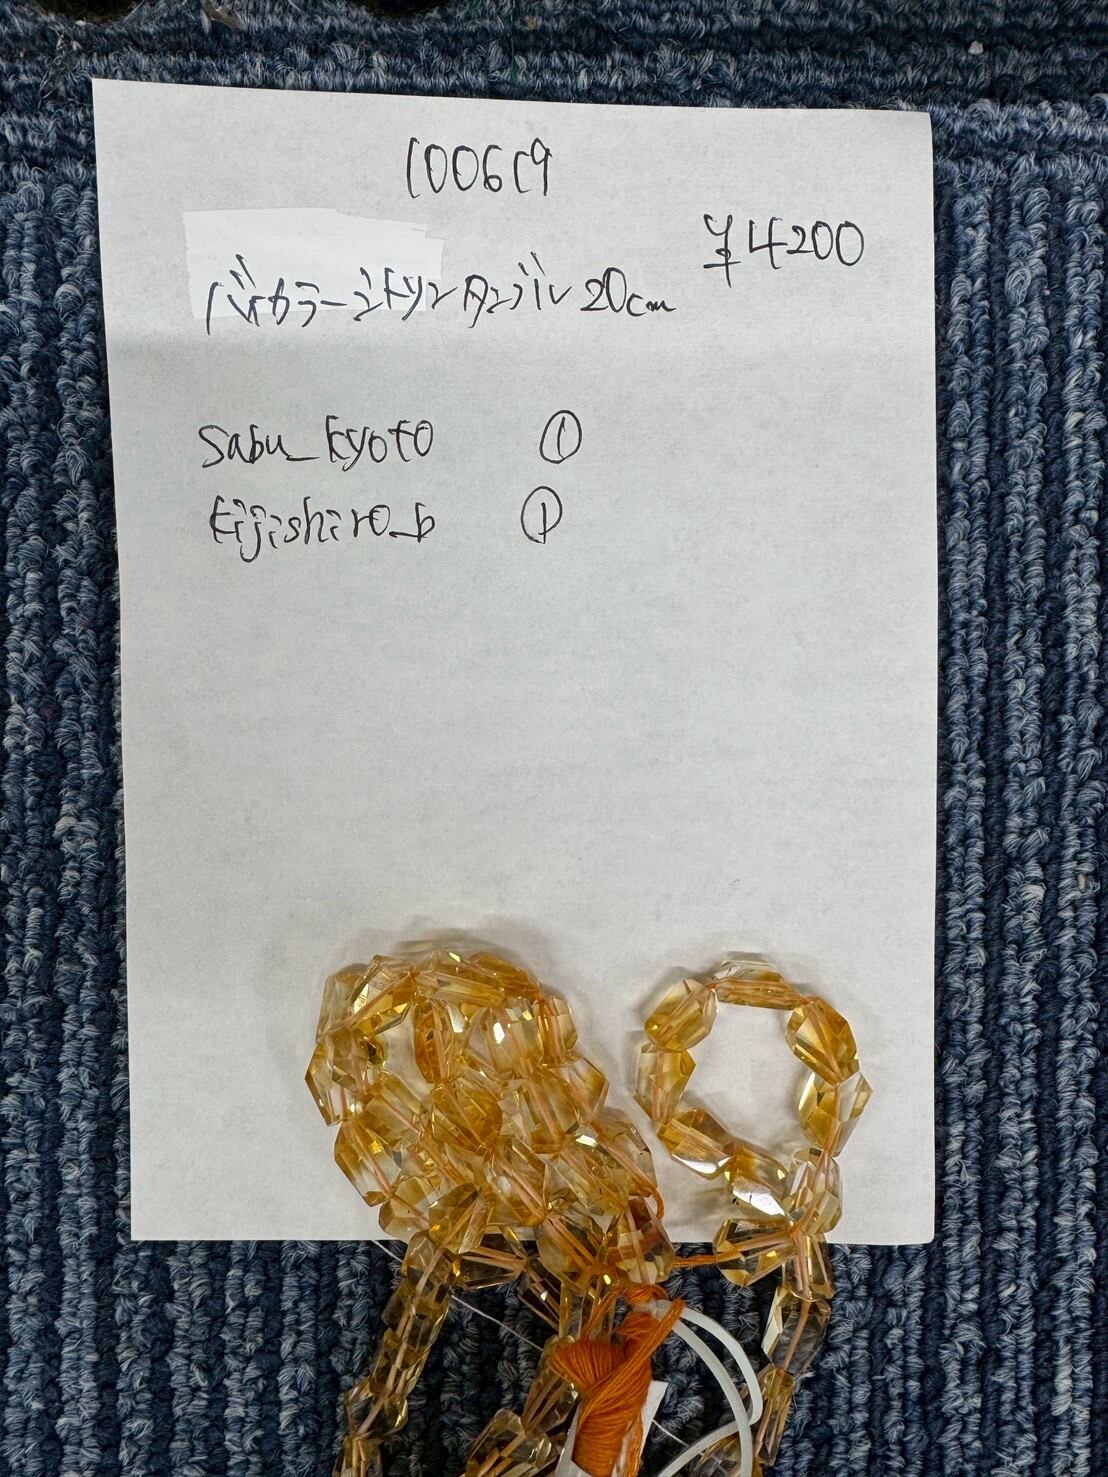 100619
¥4200
バイカラーシトリンタンブル20cm
sabu_kyoto ①
kijishiro_b ①